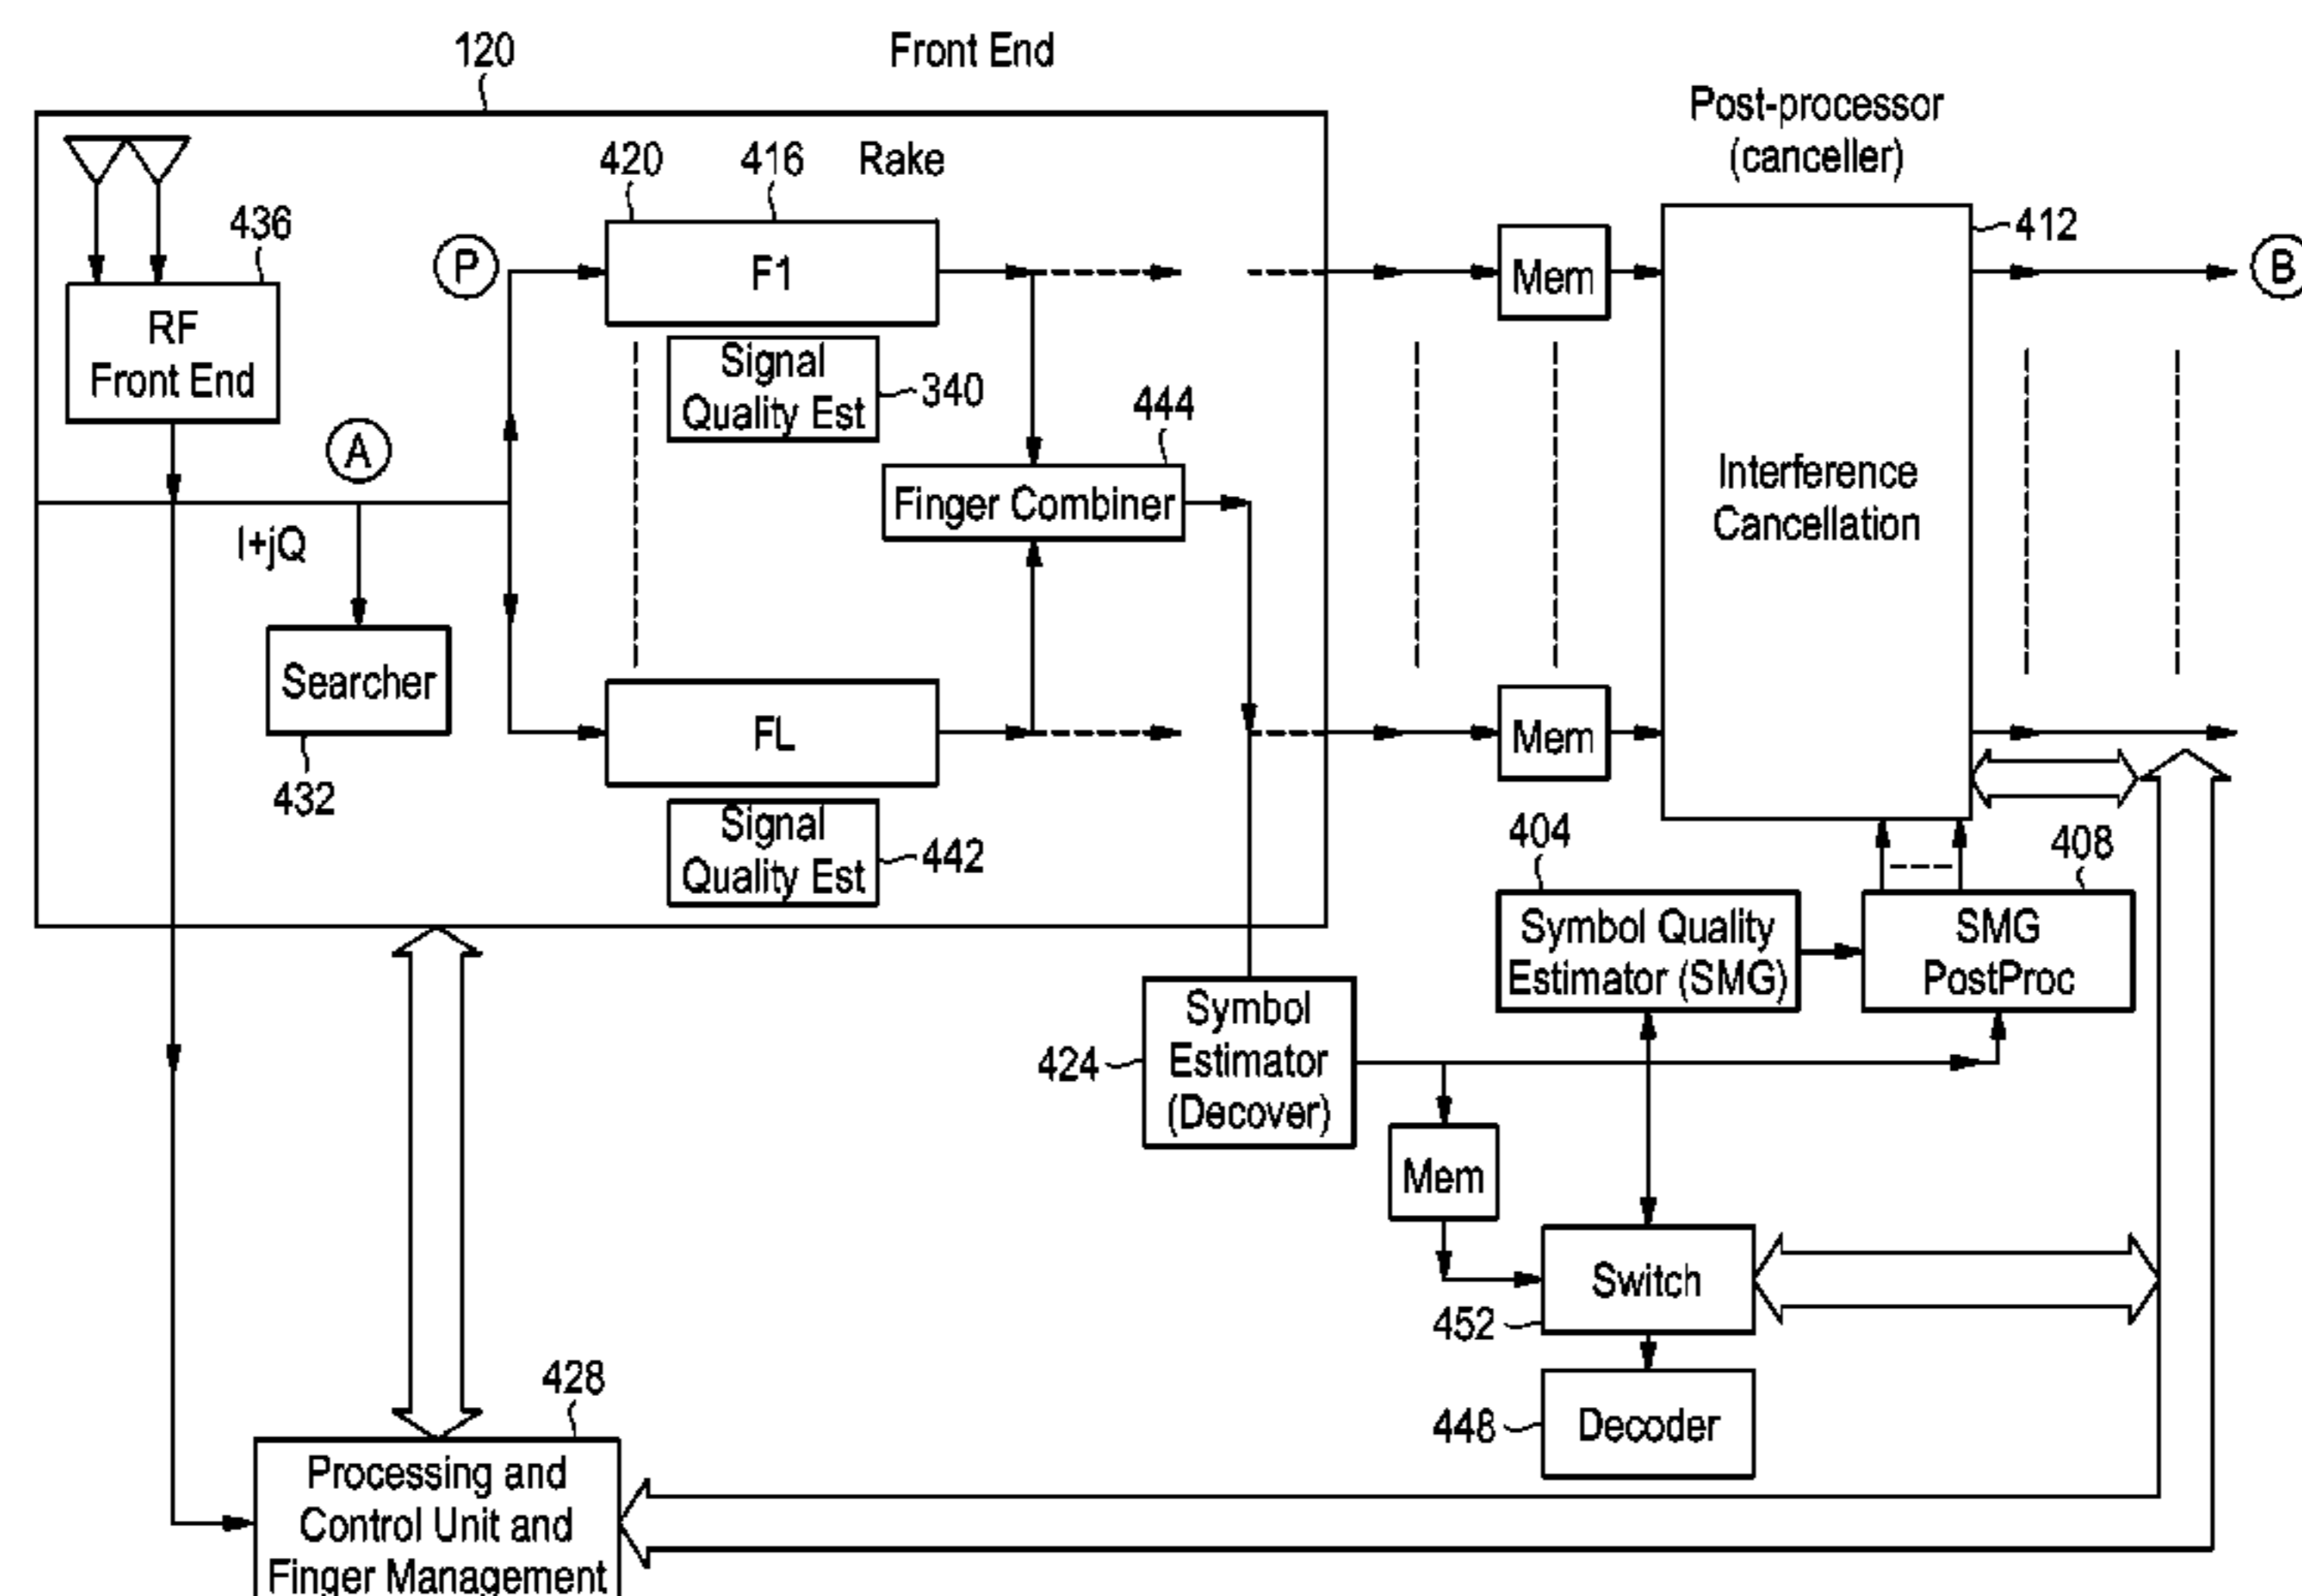 120
Front End
Post-processor
(canceller)
420
416
Rake
436
P
F1
Mem
412
B
RF
Front End
Signal
Quality Est
340
444
A
Finger Combiner
Interference
Cancellation
I+jQ
Searcher
432
FL
Mem
Signal
Quality Est
442
404
408
Symbol Quality
Estimator (SMG)
SMG
PostProc
424
Symbol
Estimator
(Decover)
Mem
Switch
452
428
448
Decoder
Processing and
Control Unit and
Finger Management